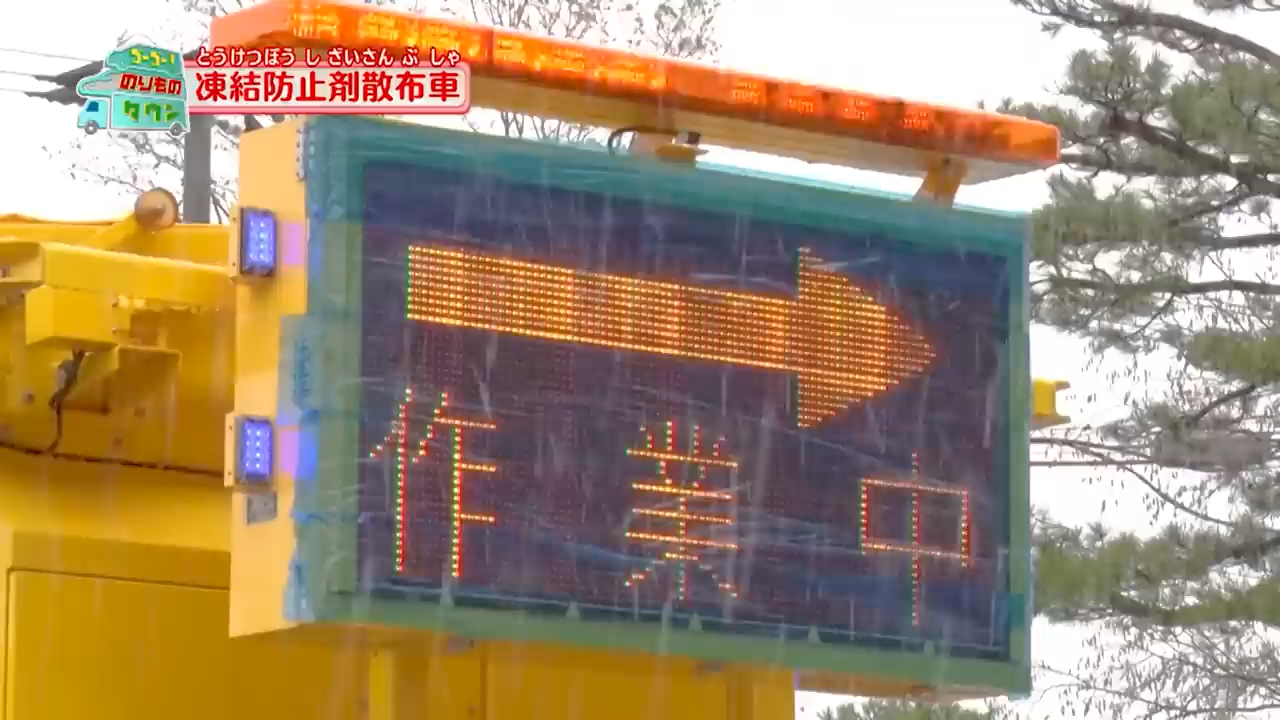 ゴーゴー!
のりもの
タウン
とうけつぼうしざいさんぶしゃ
凍結防止剤散布車
作業中